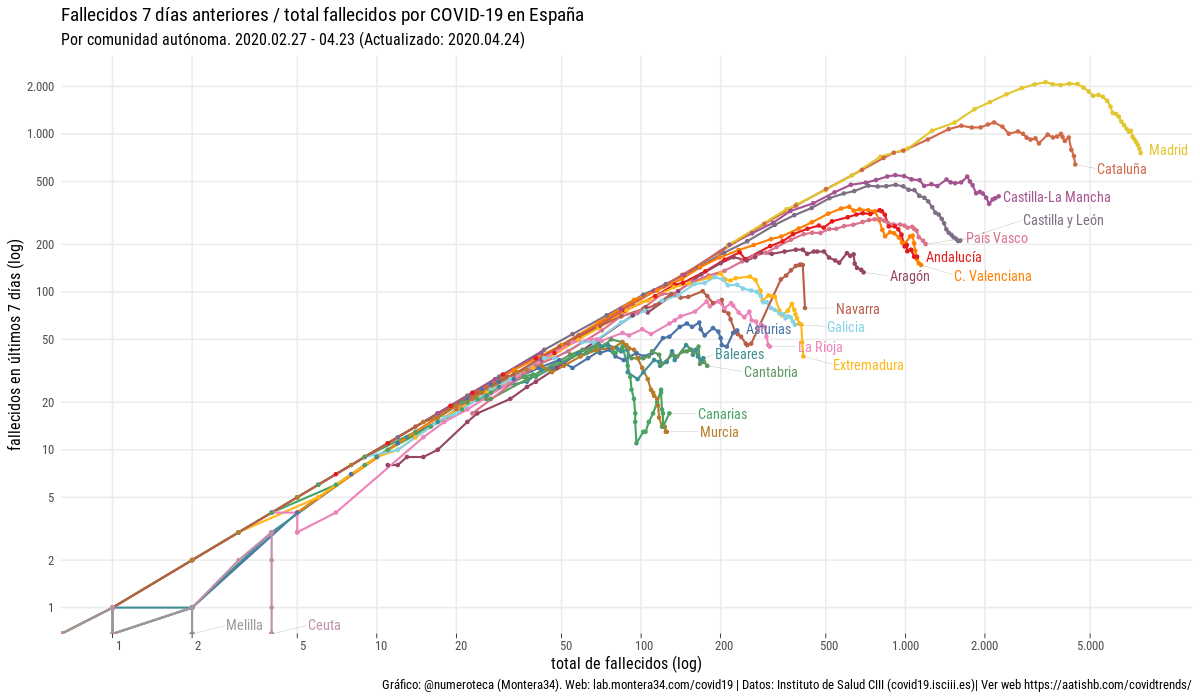 Fallecidos 7 días anteriores / total fallecidos por COVID-19 en España
Por comunidad autónoma. 2020.02.27 - 04.23 (Actualizado: 2020.04.24)
fallecidos en últimos 7 días (log)
2.000
1.000
500
200
100
50
20
10
5
2
1
Madrid
Cataluña
Castilla-La Mancha
Castilla y León
País Vasco
Andalucía
Aragón
C. Valenciana
Navarra
Galicia
Asturias
La Rioja
Baleares
Extremadura
Cantabria
Canarias
Murcia
Melilla
Ceuta
1
2
5
10
20
50
100
200
500
1.000
2.000
5.000
total de fallecidos (log)
Gráfico: @numeroteca (Montera34). Web: lab.montera34.com/covid19 | Datos: Instituto de Salud CIII (covid19.isciii.es)| Ver web https://aatishb.com/covidtrends/